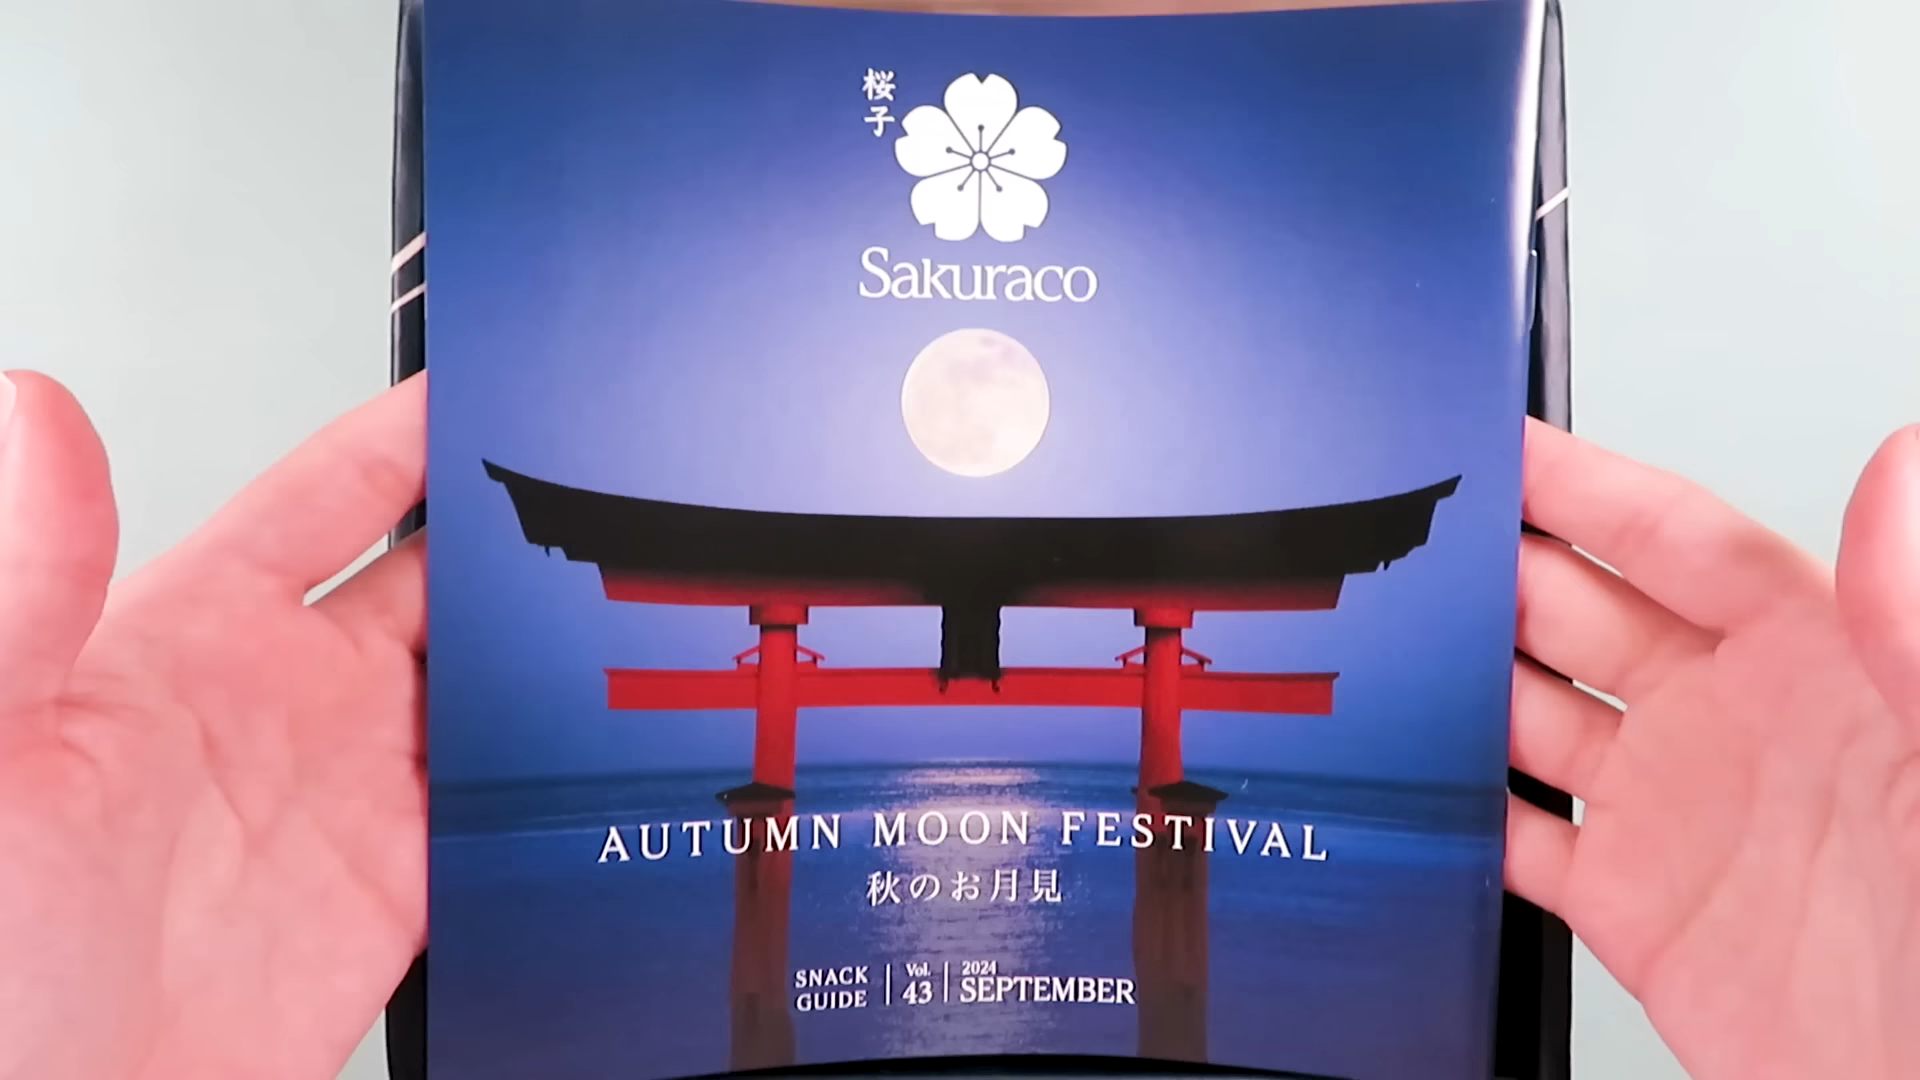 桜子
Sakuraco
AUTUMN MOON FESTIVAL
秋のお月見
SNACK GUIDE
Vol. 43
2024 SEPTEMBER